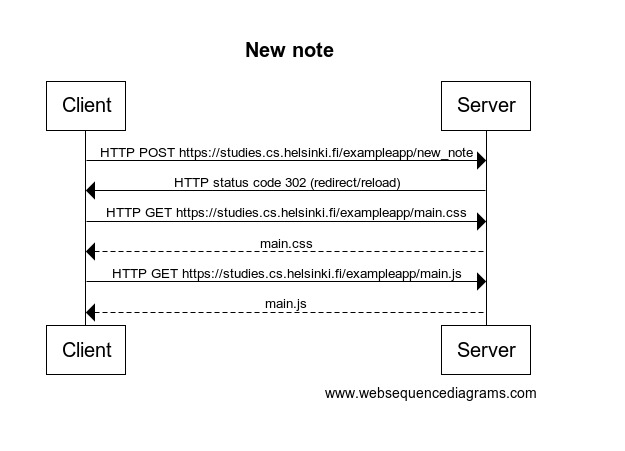 New note
Client Server
HTTP POST https://studies.cs.helsinki.fi/exampleapp/new_note
HTTP status code 302 (redirect/reload)
HTTP GET https://studies.cs.helsinki.fi/exampleapp/main.css
main.css
HTTP GET https://studies.cs.helsinki.fi/exampleapp/main.js
main.js
Client Server
www.websequencediagrams.com